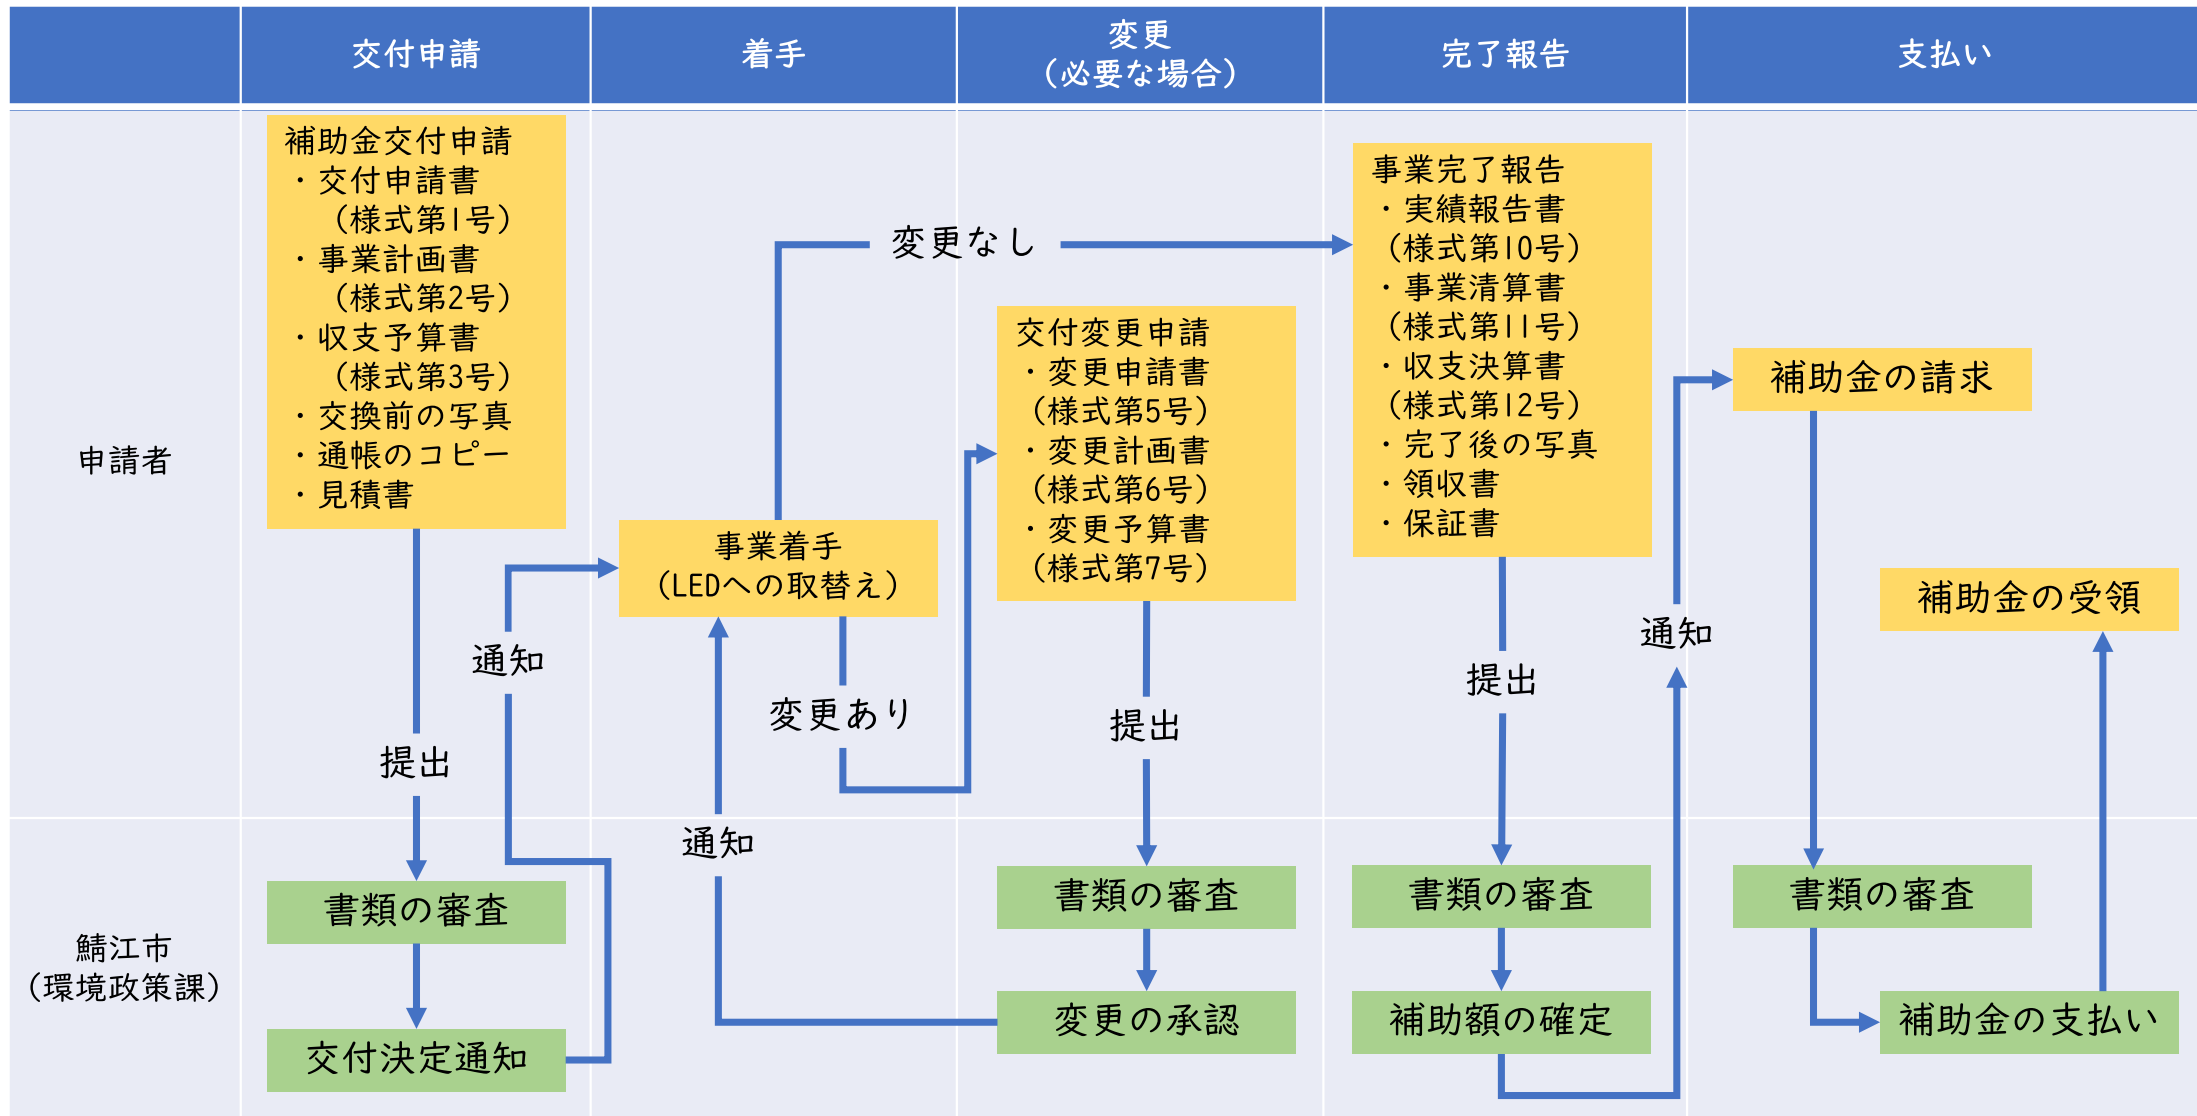 交付申請
着手
変更
（必要な場合）
完了報告
支払い
申請者
補助金交付申請
・交付申請書
（様式第1号）
・事業計画書
（様式第2号）
・収支予算書
（様式第3号）
・交換前の写真
・通帳のコピー
・見積書
提出
通知
事業着手
（LEDへの取替え）
変更なし
変更あり
通知
交付変更申請
・変更申請書
（様式第5号）
・変更計画書
（様式第6号）
・変更予算書
（様式第7号）
提出
事業完了報告
・実績報告書
（様式第10号）
・事業清算書
（様式第11号）
・収支決算書
（様式第12号）
・完了後の写真
・領収書
・保証書
提出
通知
補助金の請求
補助金の受領
鯖江市
（環境政策課）
書類の審査
交付決定通知
書類の審査
変更の承認
書類の審査
補助額の確定
書類の審査
補助金の支払い